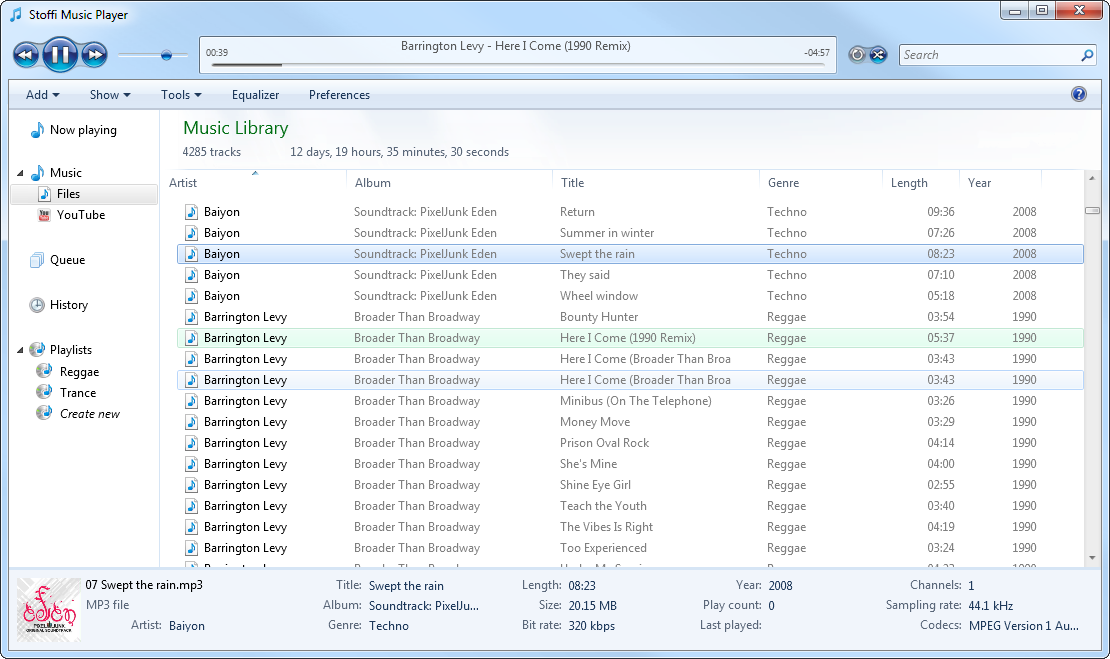 Stoffi Music Player
00:39 Barrington Levy - Here I Come (1990 Remix) -04:57
Search
Add Show Tools Equalizer Preferences
Now playing
Music
Files
YouTube
Queue
History
Playlists
Reggae
Trance
Create new
Music Library
4285 tracks 12 days, 19 hours, 35 minutes, 30 seconds
Artist Album Title Genre Length Year
Baiyon Soundtrack: PixelJunk Eden Return Techno 09:36 2008
Baiyon Soundtrack: PixelJunk Eden Summer in winter Techno 07:26 2008
Baiyon Soundtrack: PixelJunk Eden Swept the rain Techno 08:23 2008
Baiyon Soundtrack: PixelJunk Eden They said Techno 07:10 2008
Baiyon Soundtrack: PixelJunk Eden Wheel window Techno 05:18 2008
Barrington Levy Broader Than Broadway Bounty Hunter Reggae 03:54 1990
Barrington Levy Broader Than Broadway Here I Come (1990 Remix) Reggae 05:37 1990
Barrington Levy Broader Than Broadway Here I Come (Broader Than Broa Reggae 03:43 1990
Barrington Levy Broader Than Broadway Here I Come (Broader Than Broa Reggae 03:43 1990
Barrington Levy Broader Than Broadway Minibus (On The Telephone) Reggae 03:26 1990
Barrington Levy Broader Than Broadway Money Move Reggae 03:29 1990
Barrington Levy Broader Than Broadway Prison Oval Rock Reggae 04:14 1990
Barrington Levy Broader Than Broadway She's Mine Reggae 04:00 1990
Barrington Levy Broader Than Broadway Shine Eye Girl Reggae 02:55 1990
Barrington Levy Broader Than Broadway Teach the Youth Reggae 03:40 1990
Barrington Levy Broader Than Broadway The Vibes Is Right Reggae 04:19 1990
Barrington Levy Broader Than Broadway Too Experienced Reggae 03:24 1990
07 Swept the rain.mp3 Title: Swept the rain Length: 08:23 Year: 2008 Channels: 1
MP3 file Album: Soundtrack: PixelJu... Size: 20.15 MB Play count: 0 Sampling rate: 44.1 kHz
Artist: Baiyon Genre: Techno Bit rate: 320 kbps Last played: Codecs: MPEG Version 1 Au...
eden
PIXELJUNK
ORIGINAL SOUNDTRACK